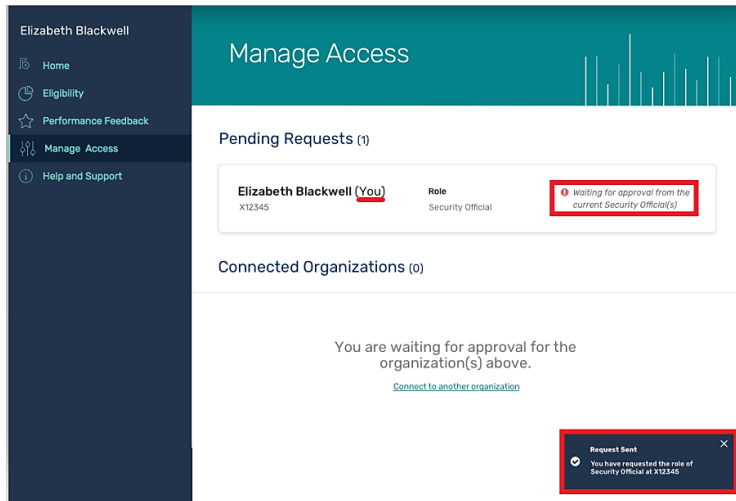 Elizabeth Blackwell
Home
Eligibility
Performance Feedback
Manage Access
Help and Support
Manage Access
Pending Requests (1)
Elizabeth Blackwell (You)
X12345
Role
Security Official
Waiting for approval from the
current Security Official(s)
Connected Organizations (0)
You are waiting for approval for the
organization(s) above.
Connect to another organization
Request Sent
You have requested the role of
Security Official at X12345